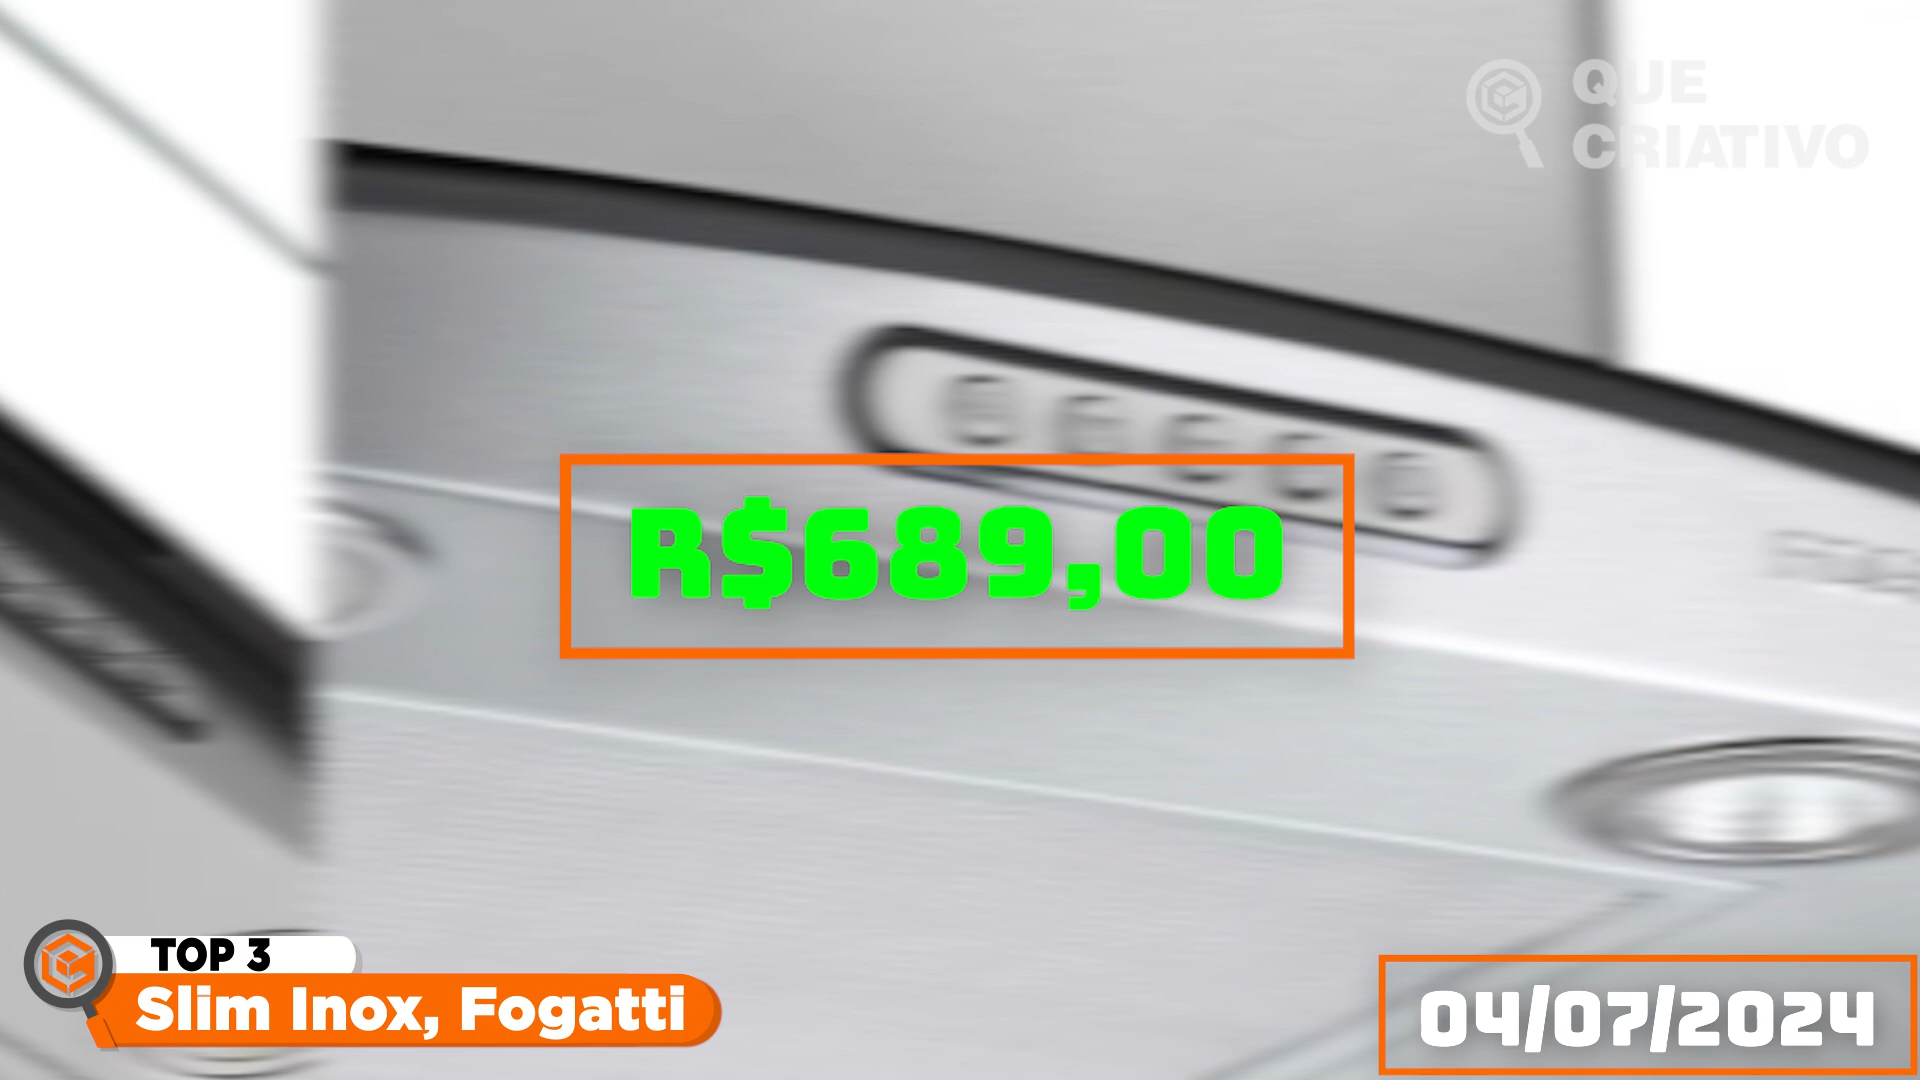 QUE
CRIATIVO
R$689,00
TOP 3
Slim Inox, Fogatti
04/07/2024